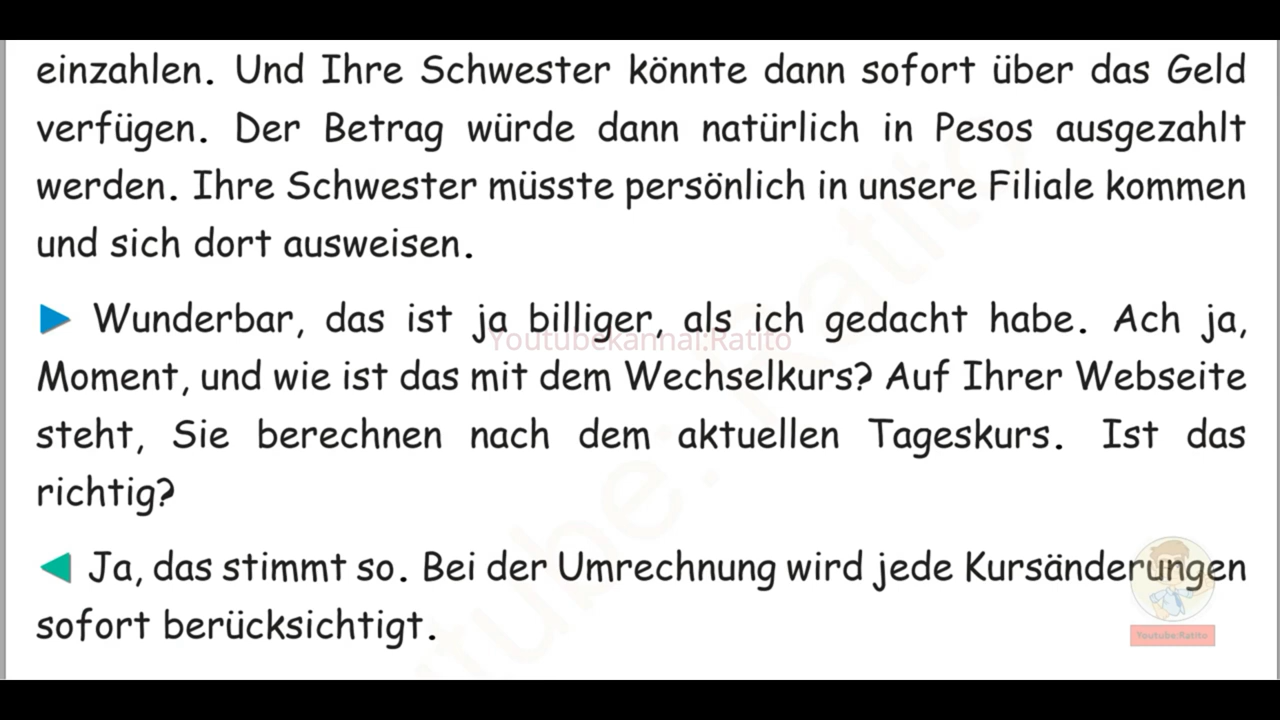 einzahlen. Und Ihre Schwester könnte dann sofort über das Geld
verfügen. Der Betrag würde dann natürlich in Pesos ausgezahlt
werden. Ihre Schwester müsste persönlich in unsere Filiale kommen
und sich dort ausweisen.
▶ Wunderbar, das ist ja billiger, als ich gedacht habe. Ach ja,
Youtubekannal:Ratito
Moment, und wie ist das mit dem Wechselkurs? Auf Ihrer Webseite
steht, Sie berechnen nach dem aktuellen Tageskurs. Ist das
richtig?
◀ Ja, das stimmt so. Bei der Umrechnung wird jede Kursänderungen
sofort berücksichtigt.
Youtube:Ratito